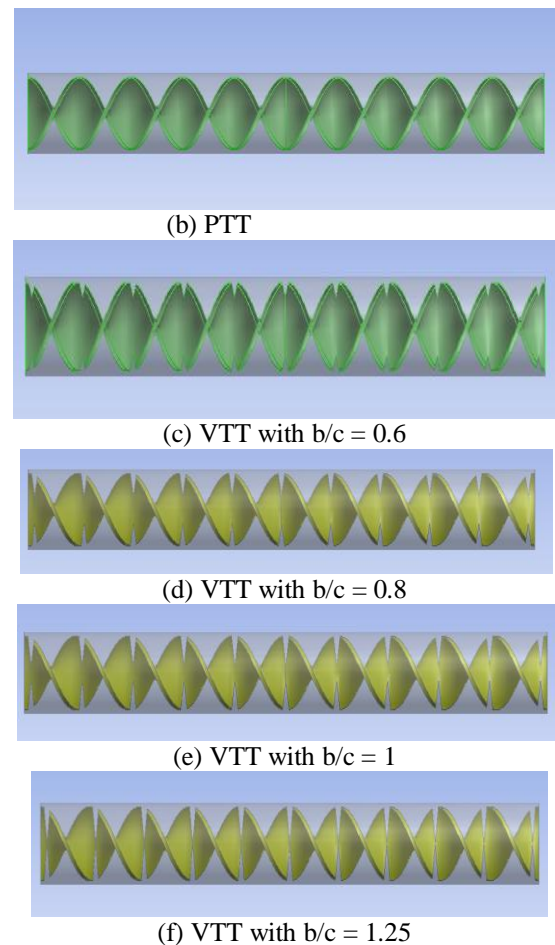 (b) PTT
(c) VTT with b/c = 0.6
(d) VTT with b/c = 0.8
(e) VTT with b/c = 1
(f) VTT with b/c = 1.25